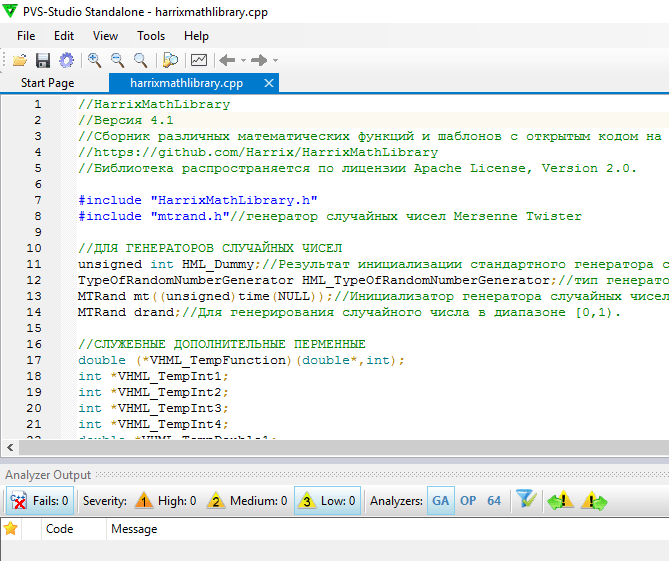 PVS-Studio Standalone - harrixmathlibrary.cpp
File Edit View Tools Help
Start Page harrixmathlibrary.cpp
1 //HarrixMathLibrary
2 //Версия 4.1
3 //Сборник различных математических функций и шаблонов с открытым кодом на
4 //https://github.com/Harrix/HarrixMathLibrary
5 //Библиотека распространяется по лицензии Apache License, Version 2.0.
6
7 #include "HarrixMathLibrary.h"
8 #include "mtrand.h"//генератор случайных чисел Mersenne Twister
9
10 //ДЛЯ ГЕНЕРАТОРОВ СЛУЧАЙНЫХ ЧИСЕЛ
11 unsigned int HML_Dummy;//Результат инициализации стандартного генератора с
12 TypeOfRandomNumberGenerator HML_TypeOfRandomNumberGenerator;//тип генерато
13 MTRand mt((unsigned)time(NULL));//Инициализатор генератора случайных чисел
14 MTRand drand;//Для генерирования случайного числа в диапазоне [0,1).
15
16 //СЛУЖЕБНЫЕ ДОПОЛНИТЕЛЬНЫЕ ПЕРМЕННЫЕ
17 double (*VHML_TempFunction)(double*,int);
18 int *VHML_TempInt1;
19 int *VHML_TempInt2;
20 int *VHML_TempInt3;
21 int *VHML_TempInt4;
22 double *VHML_TempDouble1;
Analyzer Output
Fails: 0 Severity: 1 High: 0 2 Medium: 0 3 Low: 0 Analyzers: GA OP 64
Code Message